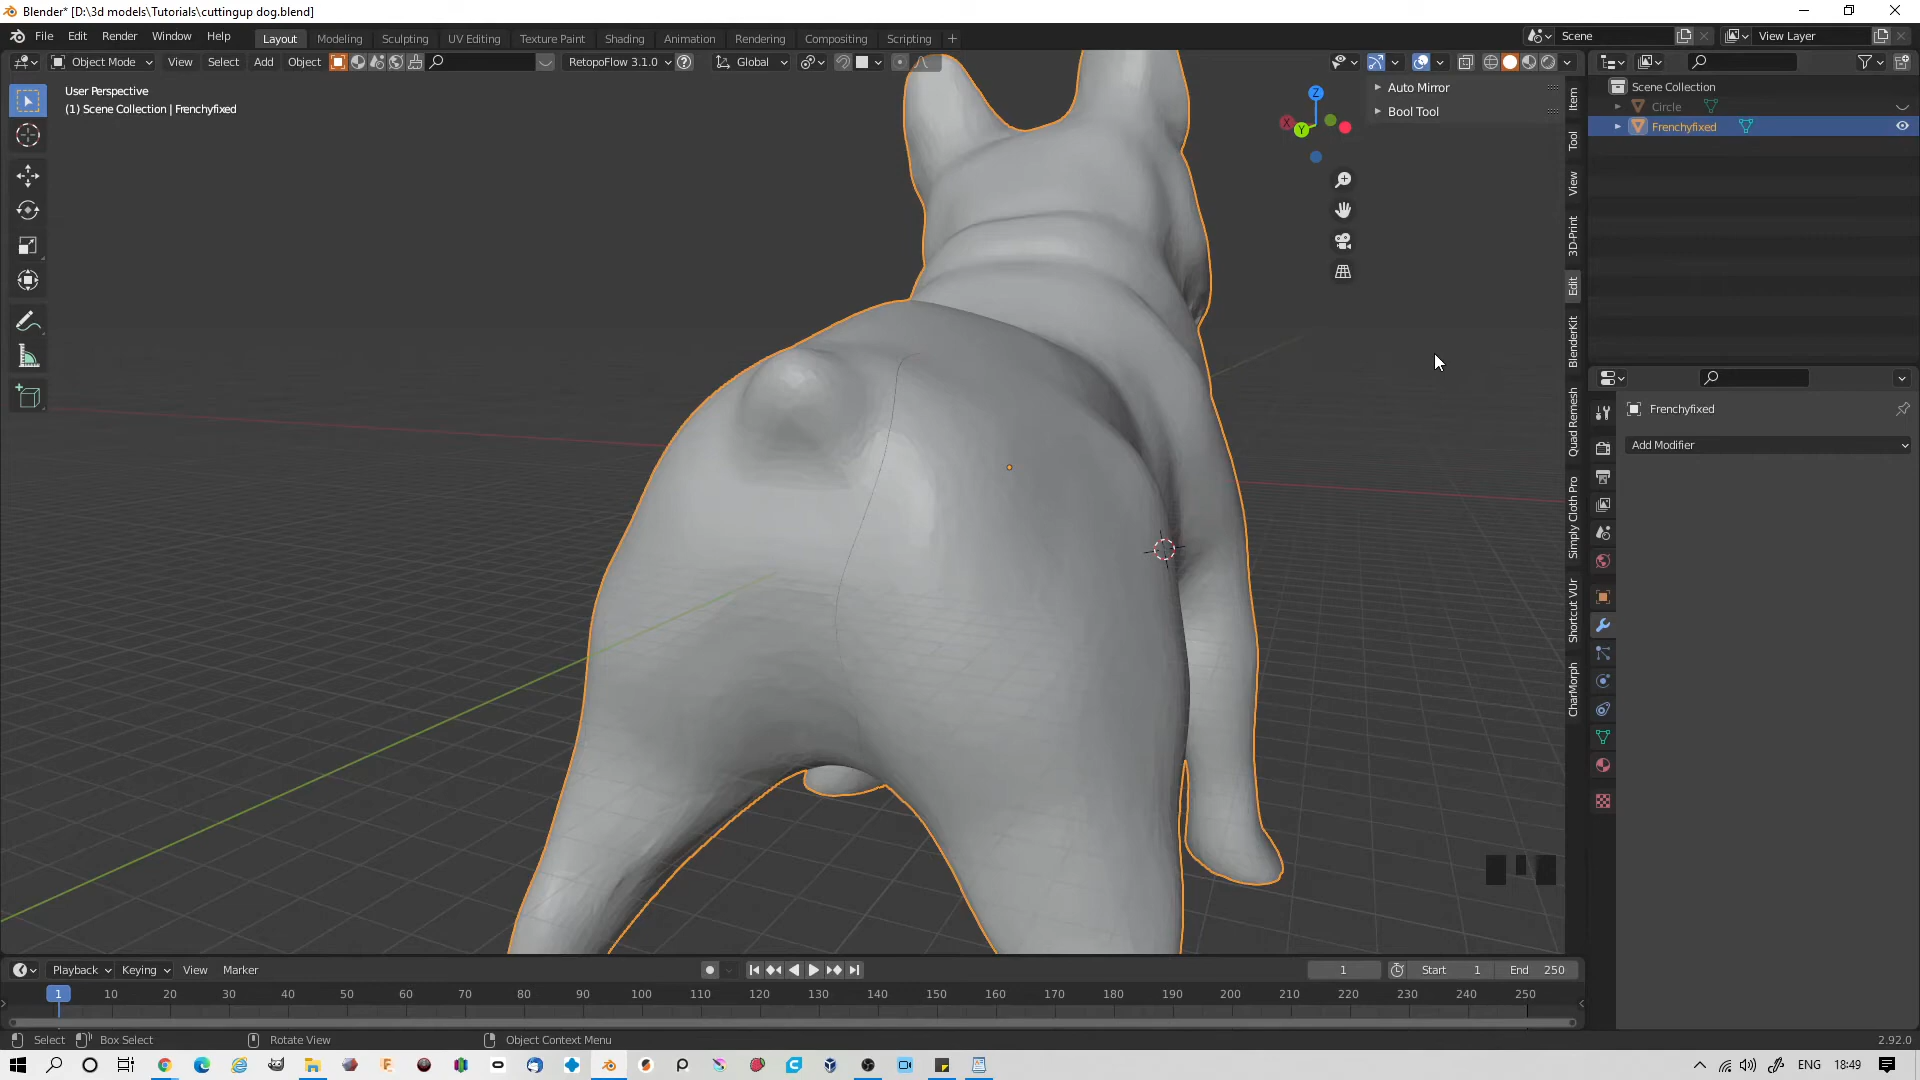 Blender* [D:\3d models\Tutorials\cuttingup dog.blend]
File Edit Render Window Help Layout Modeling Sculpting UV Editing Texture Paint Shading Animation Rendering Compositing Scripting + Scene View Layer
Object Mode View Select Add Object RetopoFlow 3.1.0 Global
User Perspective
(1) Scene Collection | Frenchyfixed
Auto Mirror
Bool Tool
Z
X
Y
Item
Tool
View
3D-Print
Edit
BlenderKit
Quad Remesh
Simply Cloth Pro
Shortcut VUr
CharMorph
Scene Collection
Circle
Frenchyfixed
Frenchyfixed
Add Modifier
Playback Keying View Marker 1 Start 1 End 250
1 10 20 30 40 50 60 70 80 90 100 110 120 130 140 150 160 170 180 190 200 210 220 230 240 250
Select Box Select Rotate View Object Context Menu 2.92.0
ENG 18:49